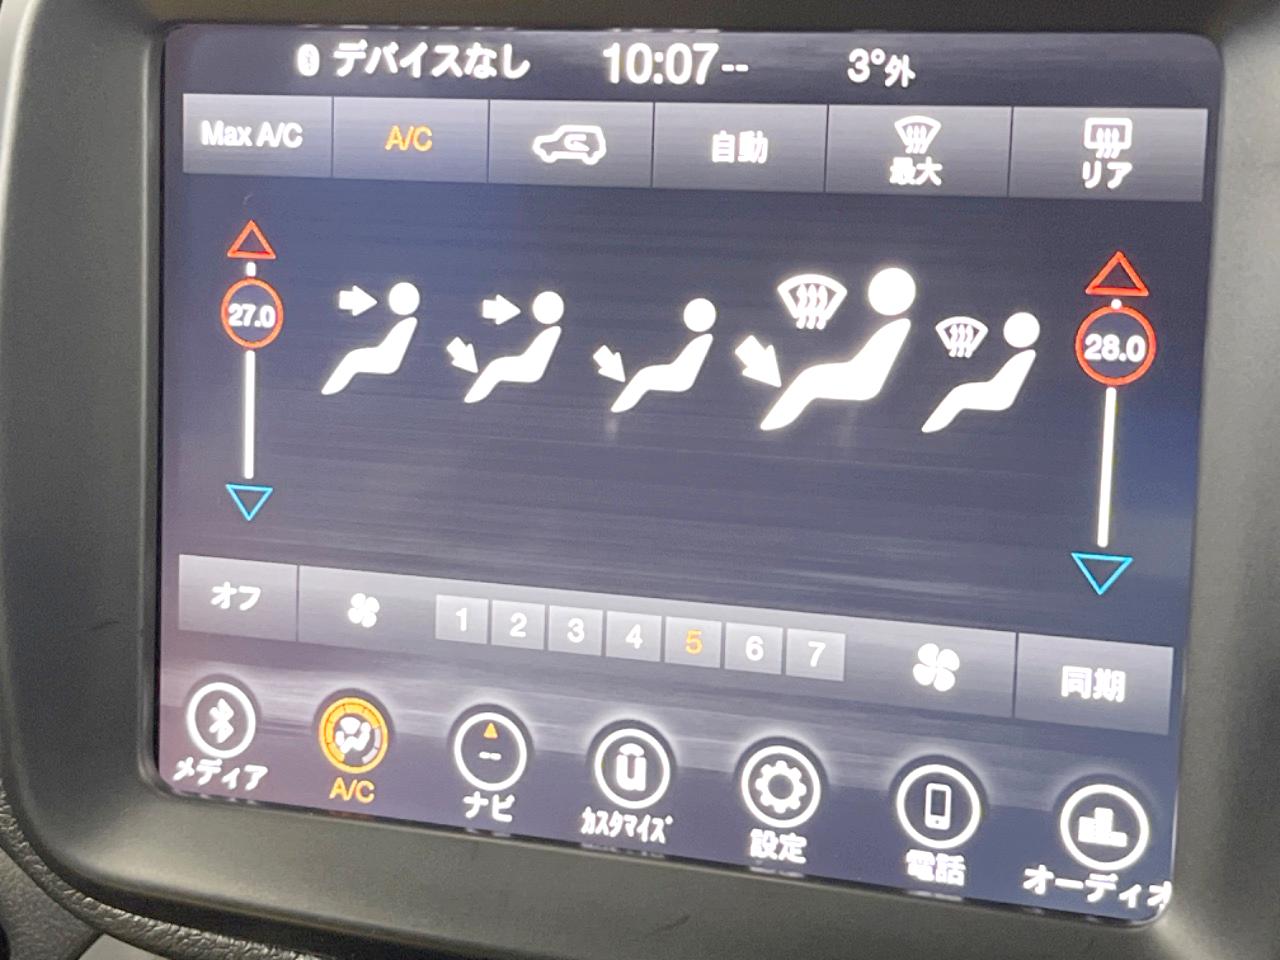 デバイスなし 10:07-- 3°外
Max A/C A/C 自動 最大 リア
27.0 28.0
オフ 1 2 3 4 5 6 7 同期
メディア A/C -- ナビ ū ｶｽﾀﾏｲｽﾞ 設定 電話 オーディオ